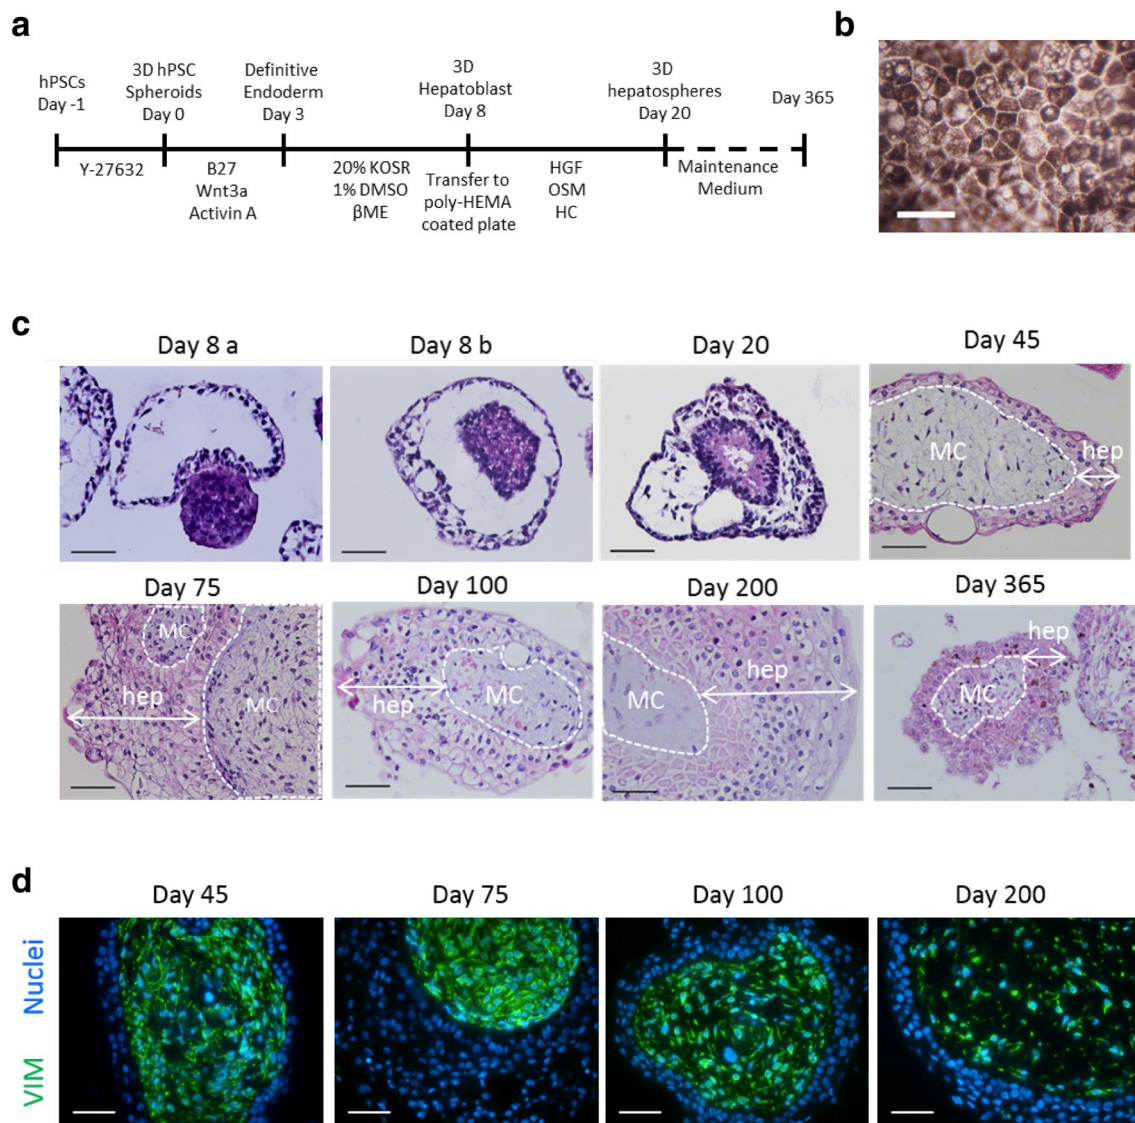 a
b
hPSCs
Day -1
3D hPSC
Spheroids
Day 0
Definitive
Endoderm
Day 3
3D
Hepatoblast
Day 8
3D
hepatospheres
Day 20
Day 365
Y-27632
B27
Wnt3a
Activin A
20% KOSR
1% DMSO
βME
Transfer to
poly-HEMA
coated plate
HGF
OSM
HC
Maintenance
Medium
c
Day 8 a
Day 8 b
Day 20
Day 45
MC
hep
Day 75
Day 100
Day 200
Day 365
MC
hep
MC
hep
MC
MC
hep
MC
hep
d
Day 45
Day 75
Day 100
Day 200
Nuclei
VIM